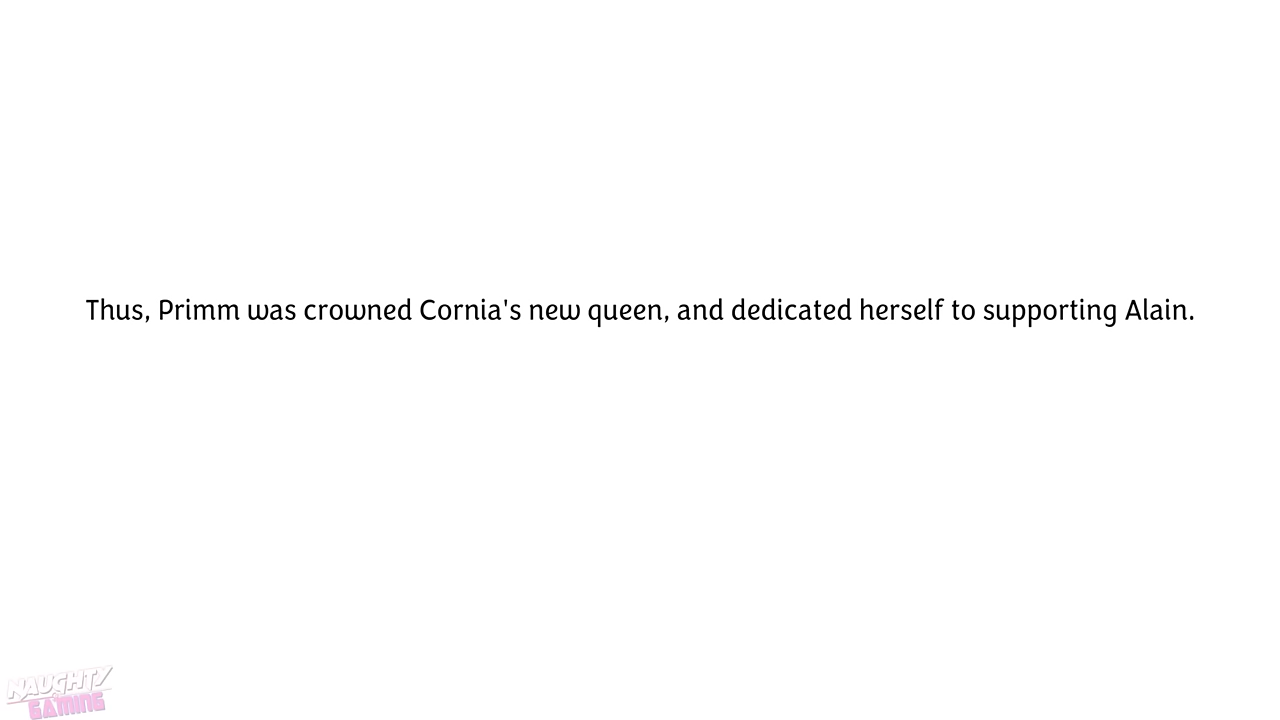 Thus, Primm was crowned Cornia's new queen, and dedicated herself to supporting Alain.
NAUGHTY
GAMING